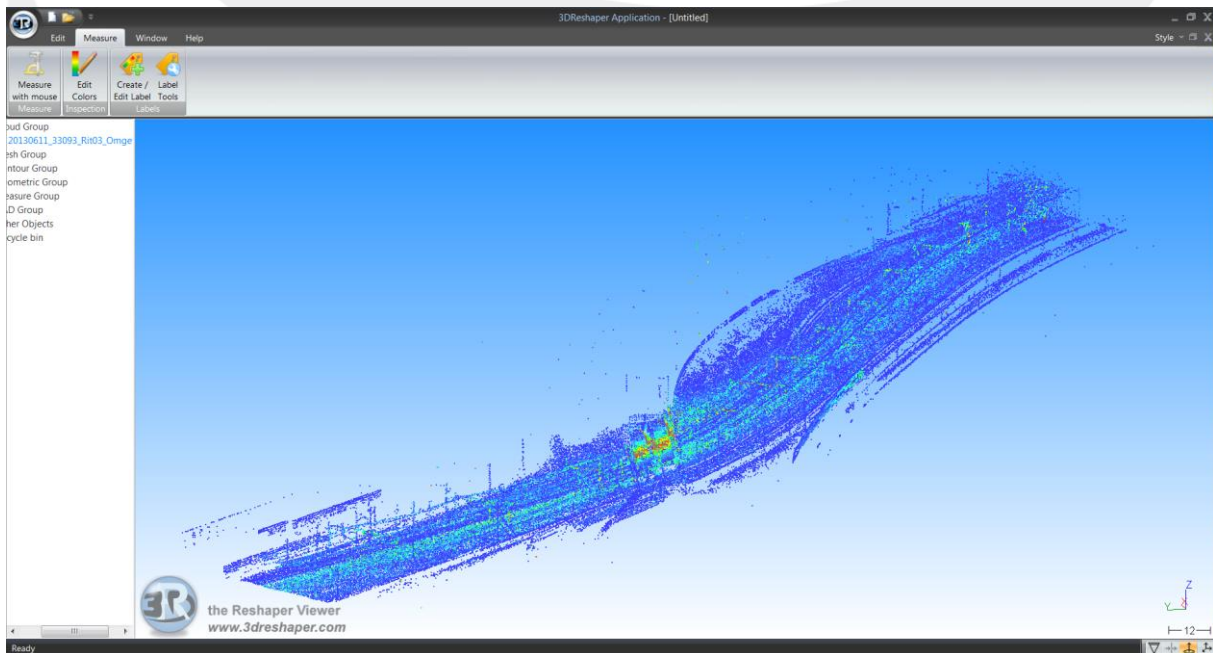 3DReshaper Application - [Untitled]
Edit Measure Window Help
Style
Measure with mouse
Edit Colors
Create / Edit Label
Label Tools
Measure Inspection Labels
oud Group
20130611_33093_Rit03_Omge
esh Group
ntour Group
ometric Group
easure Group
D Group
her Objects
cycle bin
3R
the Reshaper Viewer
www.3dreshaper.com
Z
Y X
12
Ready